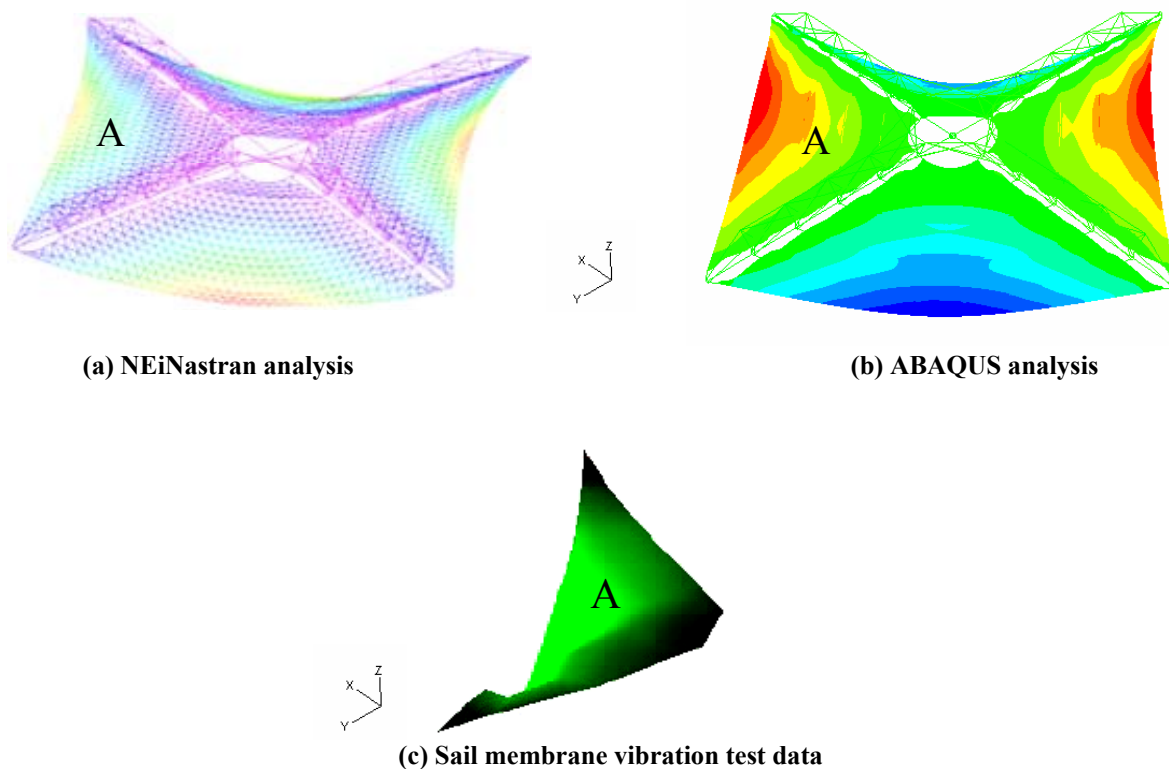 A
A
Z
X
Y
(a) NEiNastran analysis
(b) ABAQUS analysis
A
Z
X
Y
(c) Sail membrane vibration test data